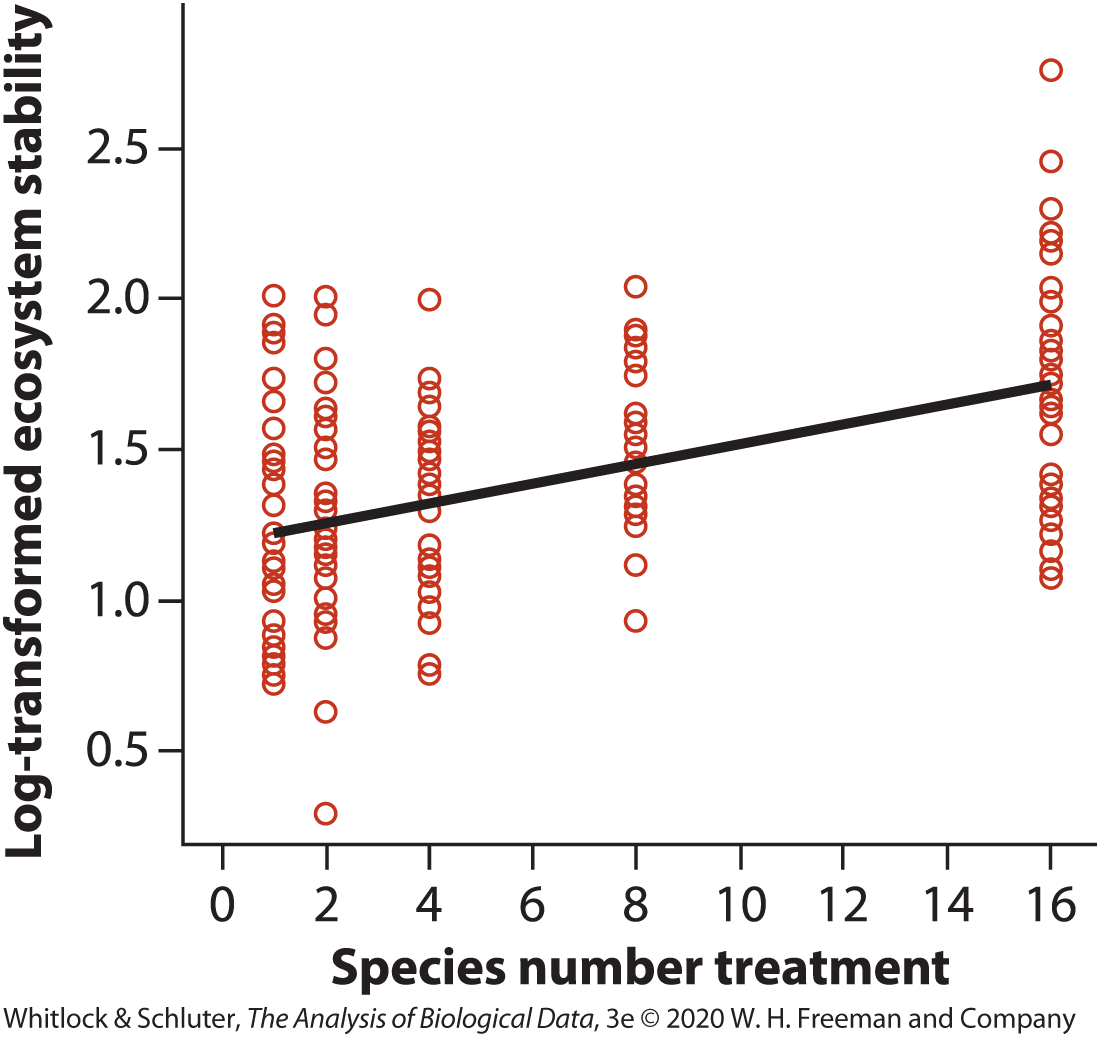 Log-transformed ecosystem stability
2.5
2.0
1.5
1.0
0.5
0 2 4 6 8 10 12 14 16
Species number treatment
Whitlock & Schluter, The Analysis of Biological Data, 3e © 2020 W. H. Freeman and Company